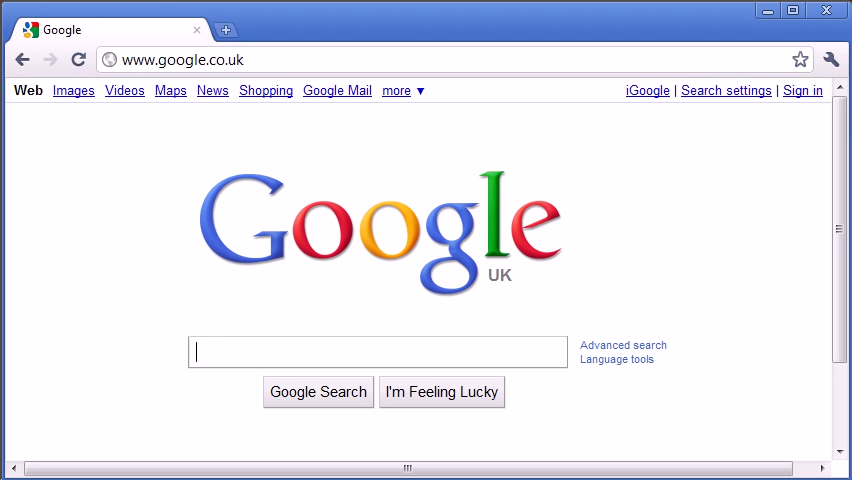 Google
www.google.co.uk
Web Images Videos Maps News Shopping Google Mail more ▼ iGoogle | Search settings | Sign in
Google
UK
Advanced search
Language tools
Google Search I'm Feeling Lucky